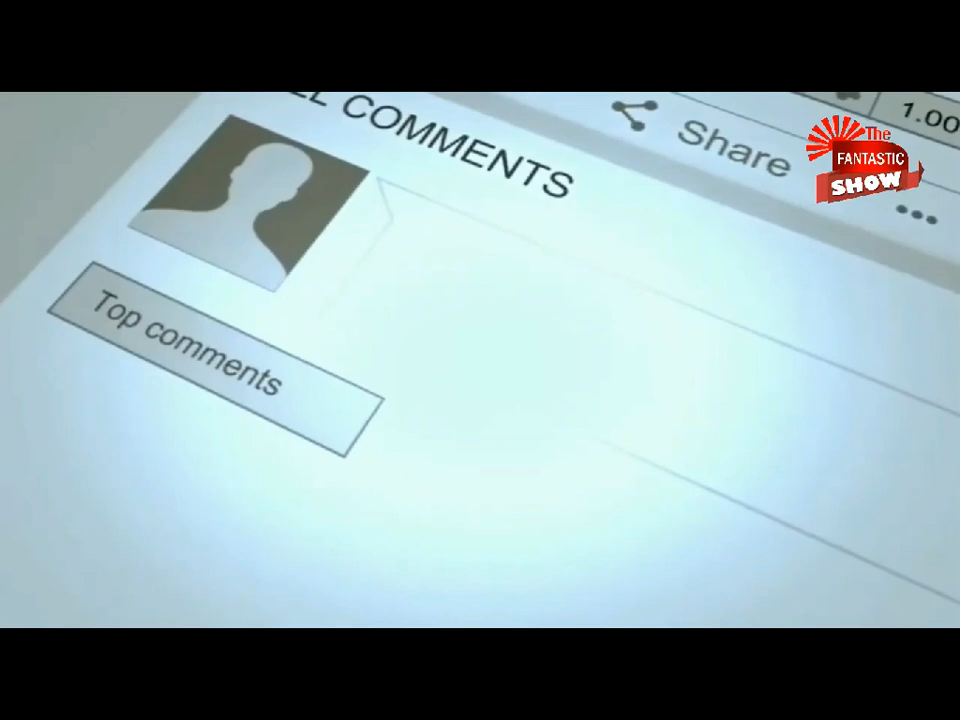 COMMENTS
Share
1.00
The
FANTASTIC
SHOW
Top comments